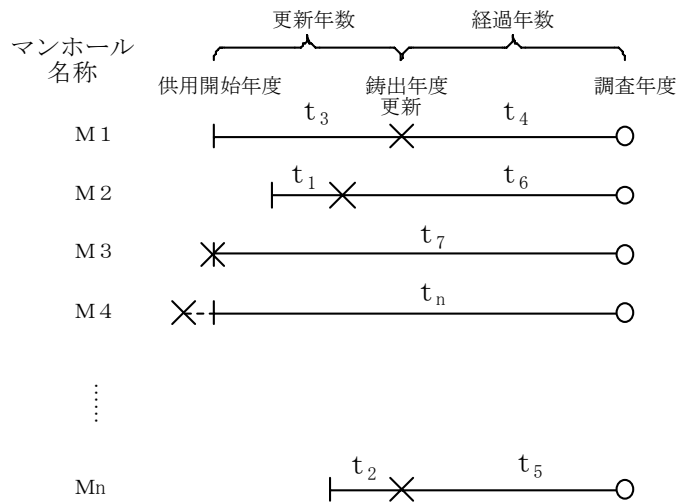 更新年数 経過年数
マンホール
名称
供用開始年度 鋳出年度 調査年度
更新
M1 t₃ t₄
M2 t₁ t₆
M3 t₇
M4 tₙ
……
Mn t₂ t₅